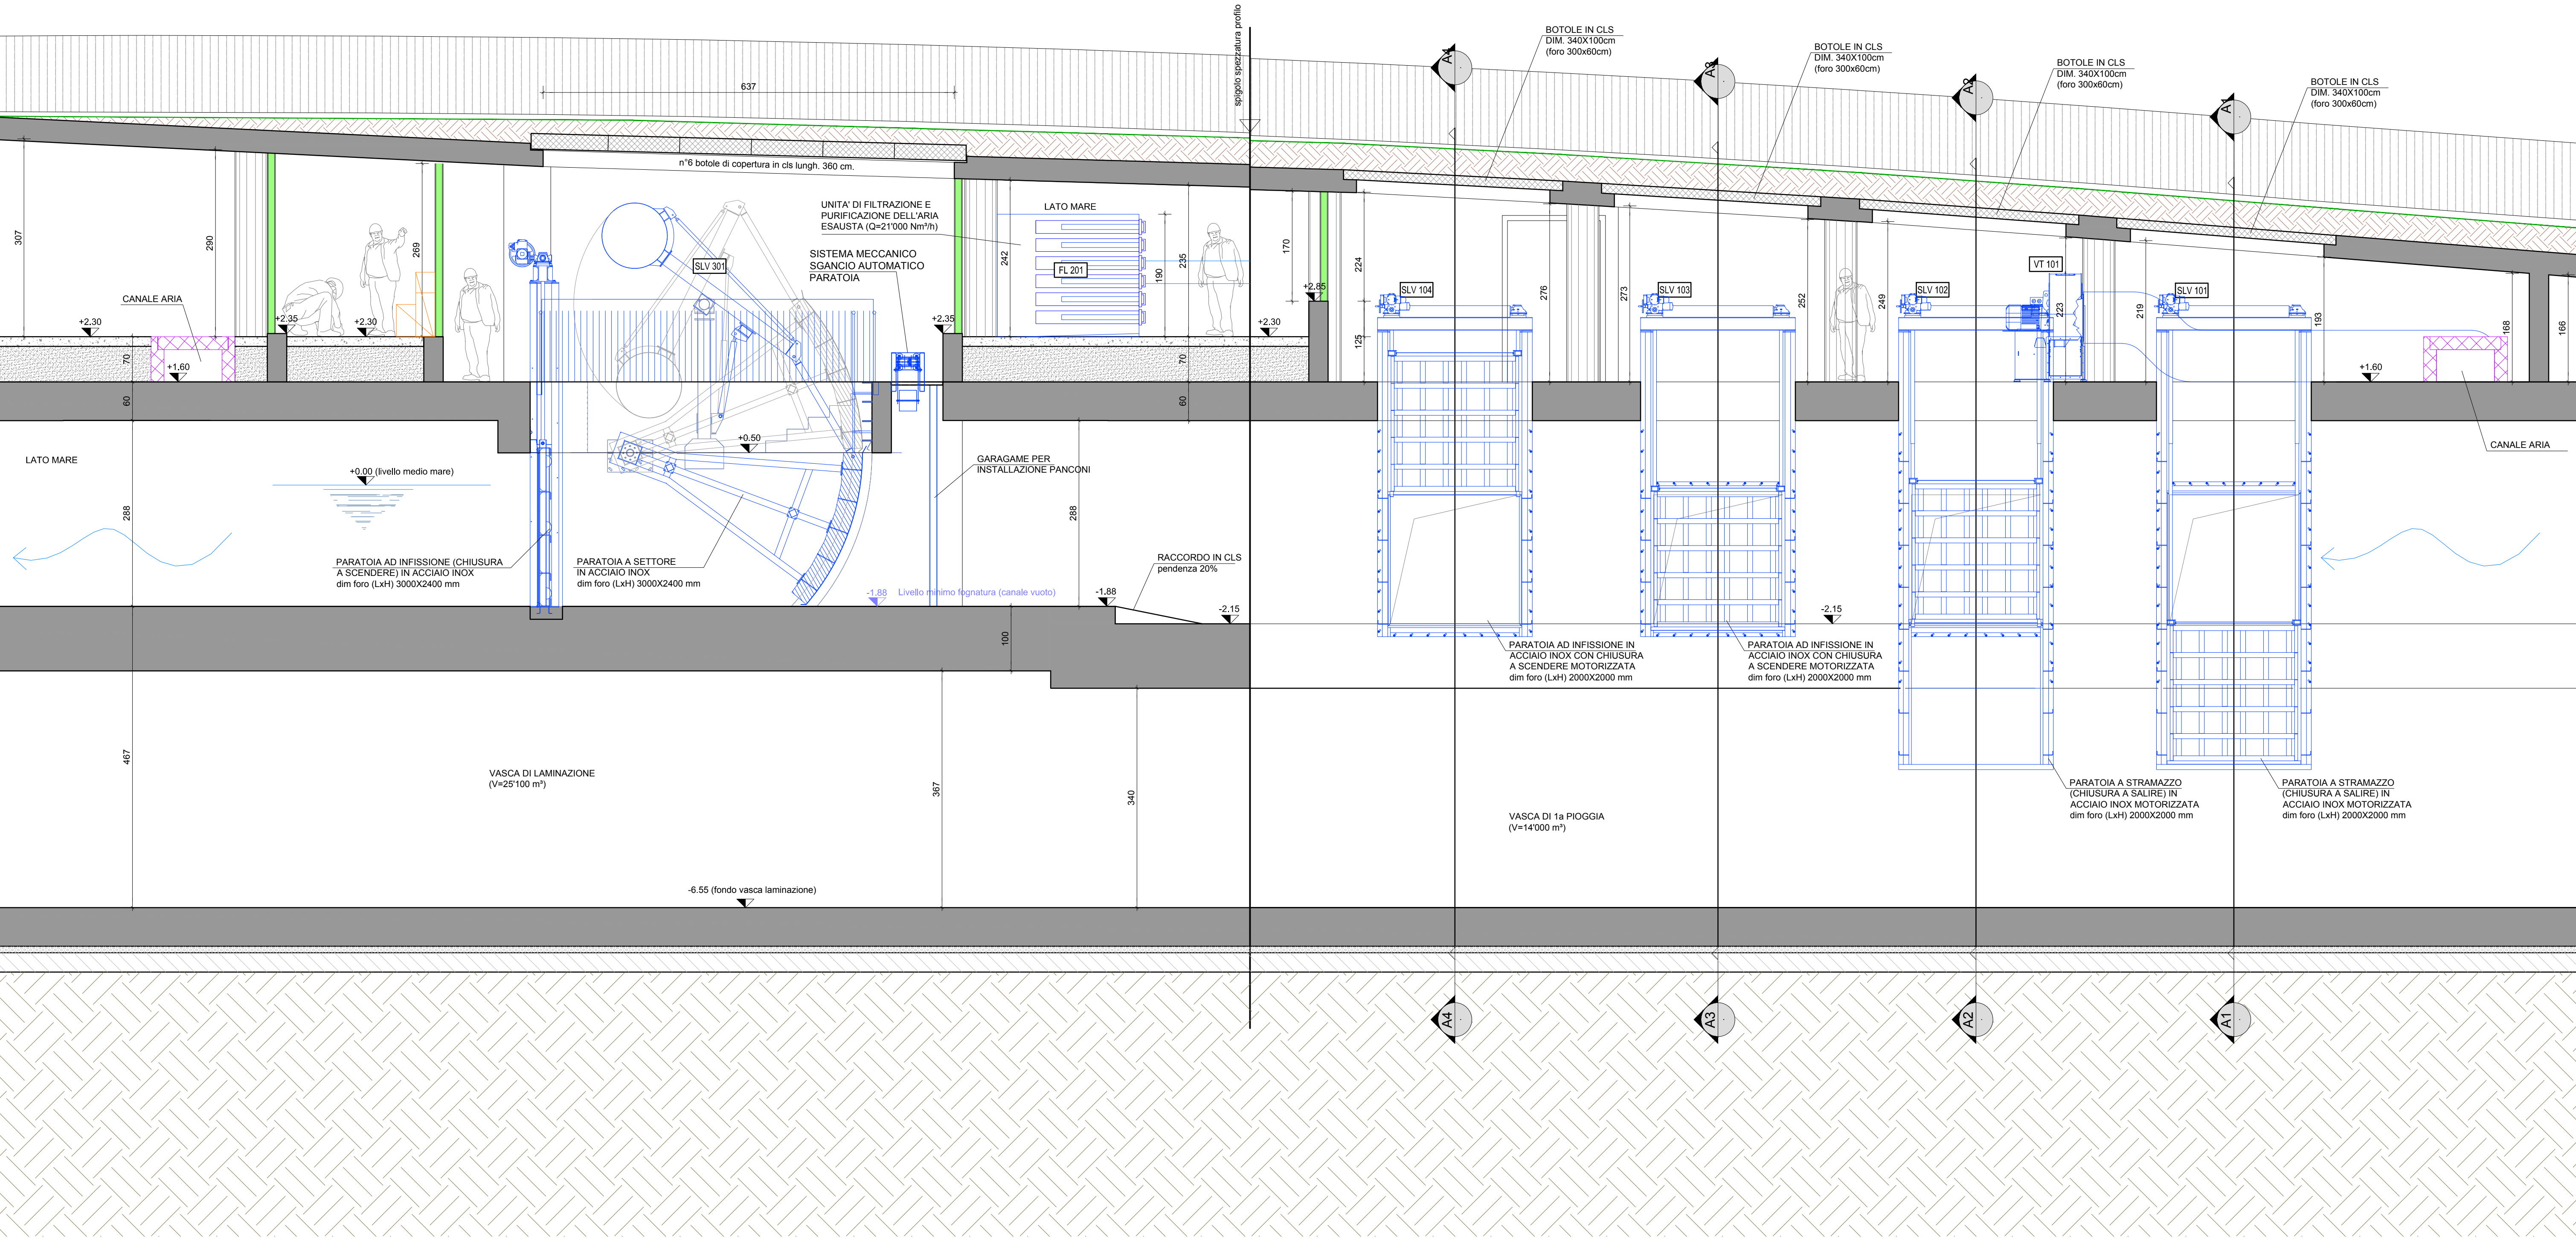 spigolo spezzatura profilo
637
A4
A3
A2
A1
BOTOLE IN CLS
DIM. 340X100cm
(foro 300x60cm)
BOTOLE IN CLS
DIM. 340X100cm
(foro 300x60cm)
BOTOLE IN CLS
DIM. 340X100cm
(foro 300x60cm)
BOTOLE IN CLS
DIM. 340X100cm
(foro 300x60cm)
n°6 botole di copertura in cls lungh. 360 cm.
307
290
269
CANALE ARIA
+2.30
+2.35
+2.30
70
+1.60
60
SLV 301
UNITA' DI FILTRAZIONE E
PURIFICAZIONE DELL'ARIA
ESAUSTA (Q=21'000 Nm³/h)
SISTEMA MECCANICO
SGANCIO AUTOMATICO
PARATOIA
+2.35
LATO MARE
FL 201
242
190
235
170
+2.85
+2.30
70
60
224
125
SLV 104
276
SLV 103
273
252
249
SLV 102
VT 101
223
219
SLV 101
193
+1.60
168
166
CANALE ARIA
LATO MARE
+0.00 (livello medio mare)
288
+0.50
GARAGAME PER
INSTALLAZIONE PANCONI
288
PARATOIA AD INFISSIONE (CHIUSURA
A SCENDERE) IN ACCIAIO INOX
dim foro (LxH) 3000X2400 mm
PARATOIA A SETTORE
IN ACCIAIO INOX
dim foro (LxH) 3000X2400 mm
-1.88 Livello minimo fognatura (canale vuoto)
RACCORDO IN CLS
pendenza 20%
-1.88
-2.15
-2.15
100
PARATOIA AD INFISSIONE IN
ACCIAIO INOX CON CHIUSURA
A SCENDERE MOTORIZZATA
dim foro (LxH) 2000X2000 mm
PARATOIA AD INFISSIONE IN
ACCIAIO INOX CON CHIUSURA
A SCENDERE MOTORIZZATA
dim foro (LxH) 2000X2000 mm
PARATOIA A STRAMAZZO
(CHIUSURA A SALIRE) IN
ACCIAIO INOX MOTORIZZATA
dim foro (LxH) 2000X2000 mm
PARATOIA A STRAMAZZO
(CHIUSURA A SALIRE) IN
ACCIAIO INOX MOTORIZZATA
dim foro (LxH) 2000X2000 mm
467
VASCA DI LAMINAZIONE
(V=25'100 m³)
367
340
VASCA DI 1a PIOGGIA
(V=14'000 m³)
-6.55 (fondo vasca laminazione)
A4
A3
A2
A1